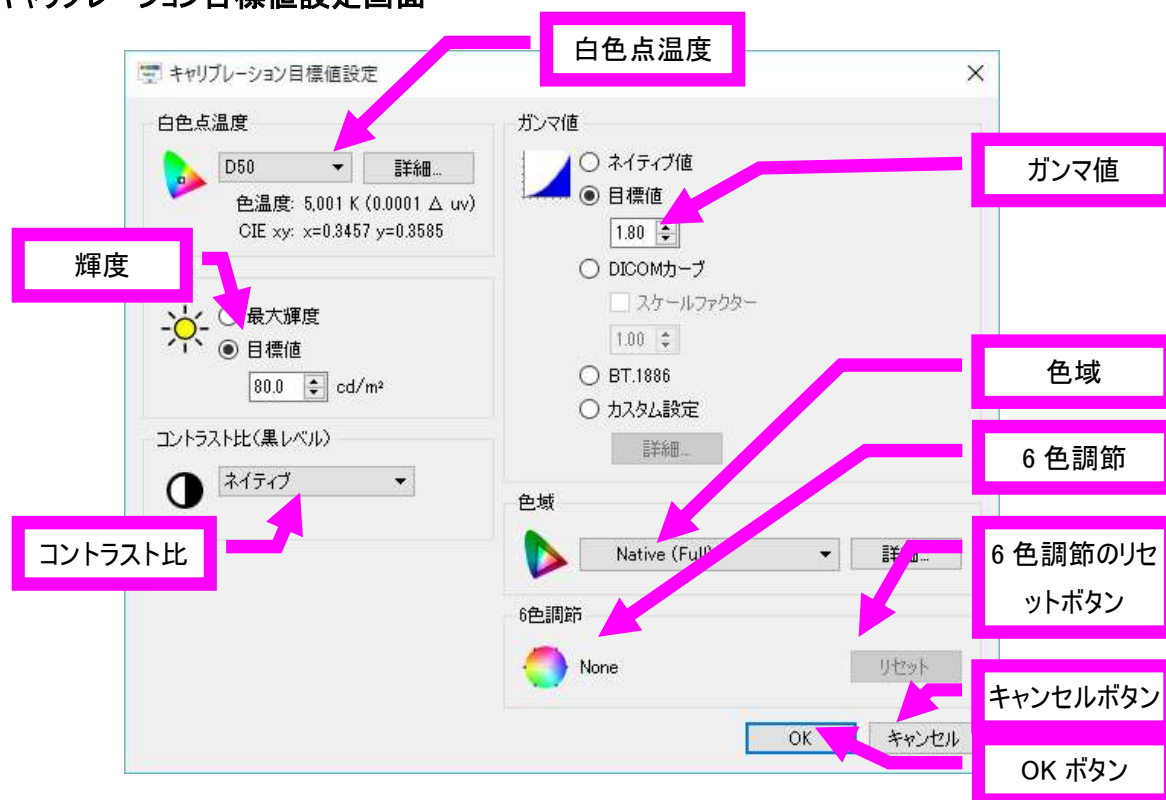 キャリブレーション目標値設定画面
白色点温度
キャリブレーション目標値設定
白色点温度
D50
詳細...
色温度: 5,001 K (0.0001 Δ uv)
CIE xy: x=0.3457 y=0.3585
輝度
最大輝度
目標値
80.0 cd/m²
コントラスト比(黒レベル)
ネイティブ
コントラスト比
ガンマ値
ネイティブ値
目標値
1.80
DICOMカーブ
スケールファクター
1.00
BT.1886
カスタム設定
詳細...
ガンマ値
色域
Native (Full)
詳細...
色域
6色調節
None
リセット
6 色調節
6 色調節のリセ
ットボタン
OK
キャンセル
キャンセルボタン
OK ボタン